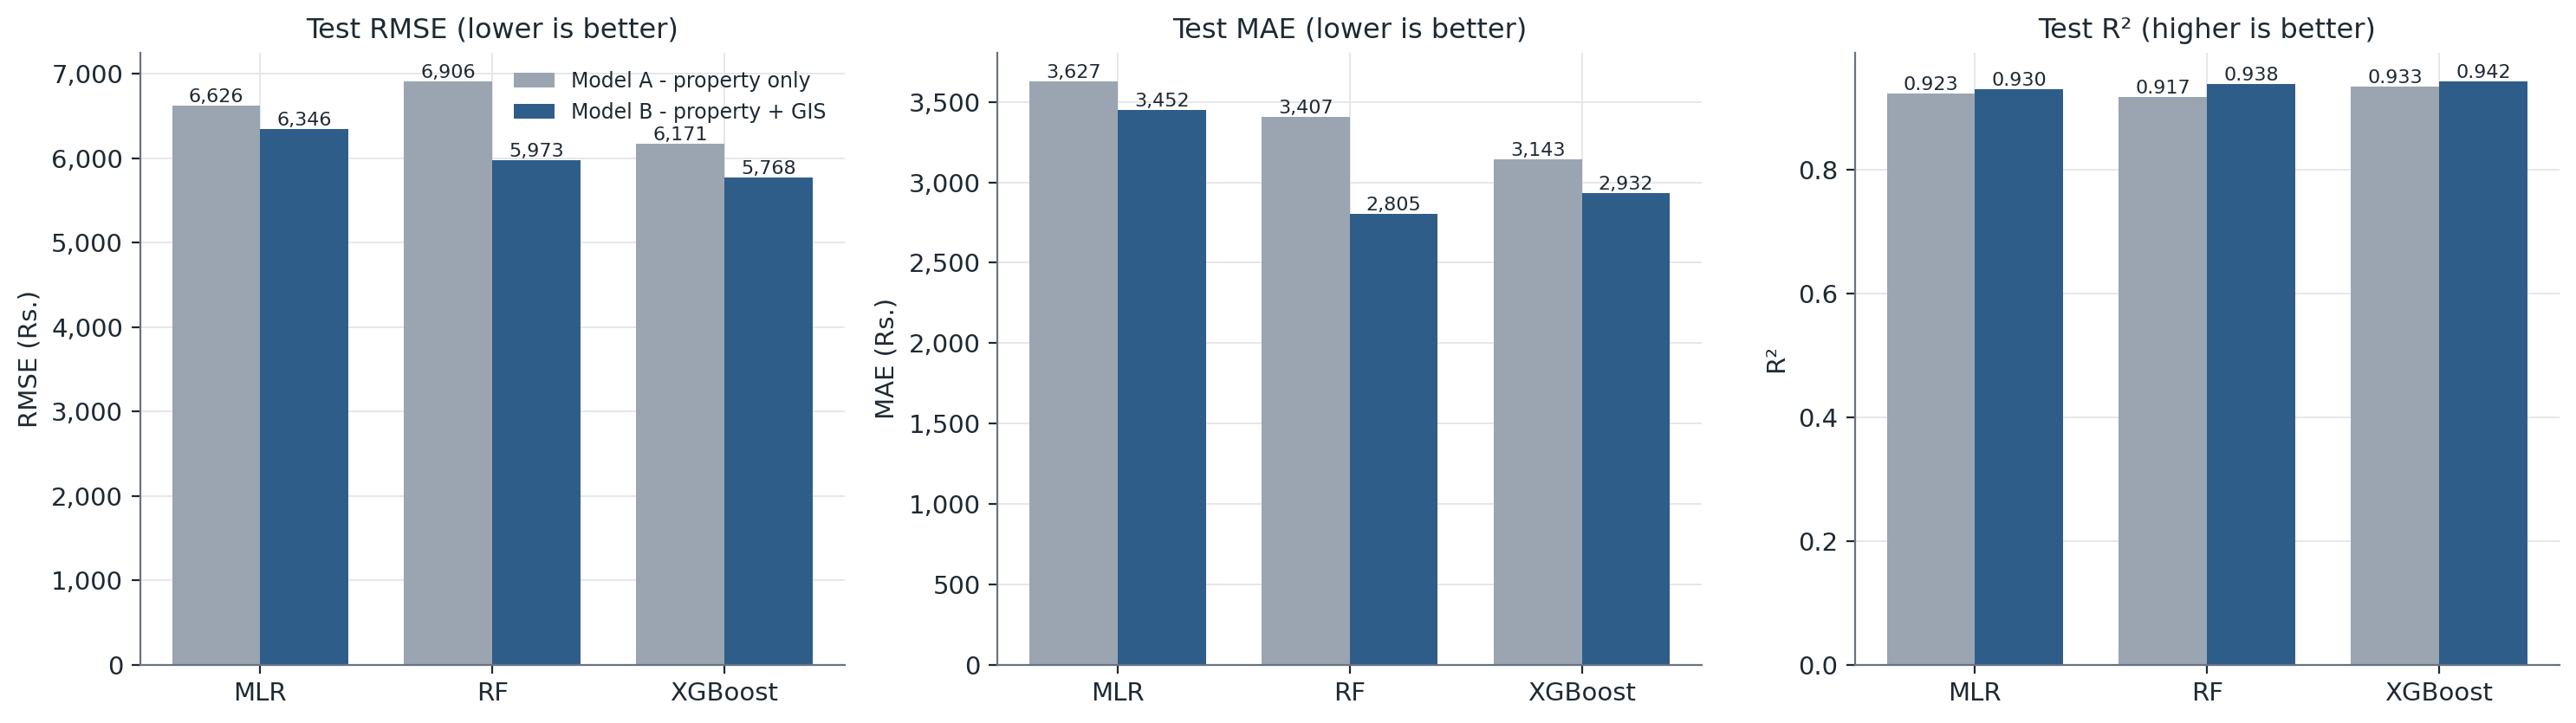 Test RMSE (lower is better)
RMSE (Rs.)
7,000
6,000
5,000
4,000
3,000
2,000
1,000
0
6,626
6,346
6,906
5,973
6,171
5,768
Model A - property only
Model B - property + GIS
MLR
RF
XGBoost
Test MAE (lower is better)
MAE (Rs.)
3,500
3,000
2,500
2,000
1,500
1,000
500
0
3,627
3,452
3,407
2,805
3,143
2,932
MLR
RF
XGBoost
Test R² (higher is better)
R²
0.8
0.6
0.4
0.2
0.0
0.923
0.930
0.917
0.938
0.933
0.942
MLR
RF
XGBoost